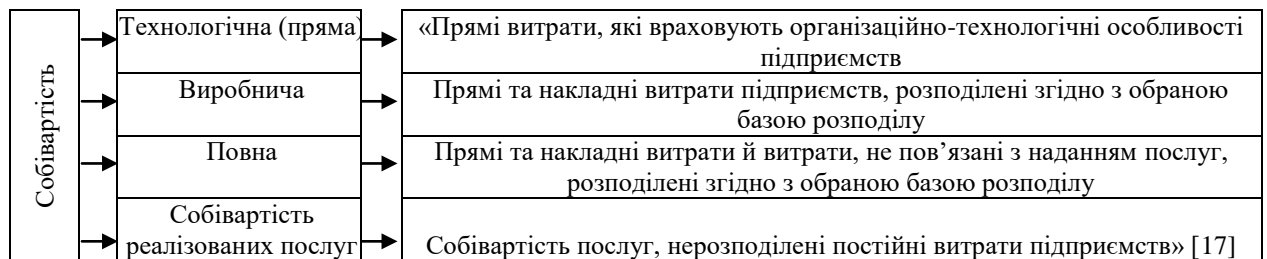 Собівартість
Технологічна (пряма)
«Прямі витрати, які враховують організаційно-технологічні особливості
підприємств
Виробнича
Прямі та накладні витрати підприємств, розподілені згідно з обраною
базою розподілу
Повна
Прямі та накладні витрати й витрати, не пов’язані з наданням послуг,
розподілені згідно з обраною базою розподілу
Собівартість
реалізованих послуг
Собівартість послуг, нерозподілені постійні витрати підприємств» [17]